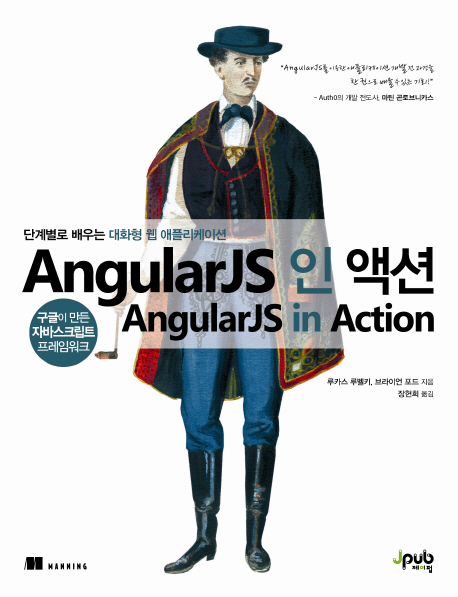 "AngularJS를 이용한 애플리케이션 개발 전 과정을
한 권으로 배울 수 있는 기회!"
- Auth0의 개발 전도사, 마틴 곤토브니카스
단계별로 배우는 대화형 웹 애플리케이션
AngularJS 인 액션
구글이 만든
자바스크립트
프레임워크
AngularJS in Action
루카스 루벨키, 브라이언 포드 지음
장현희 옮김
MANNING
Jpub
제이펍